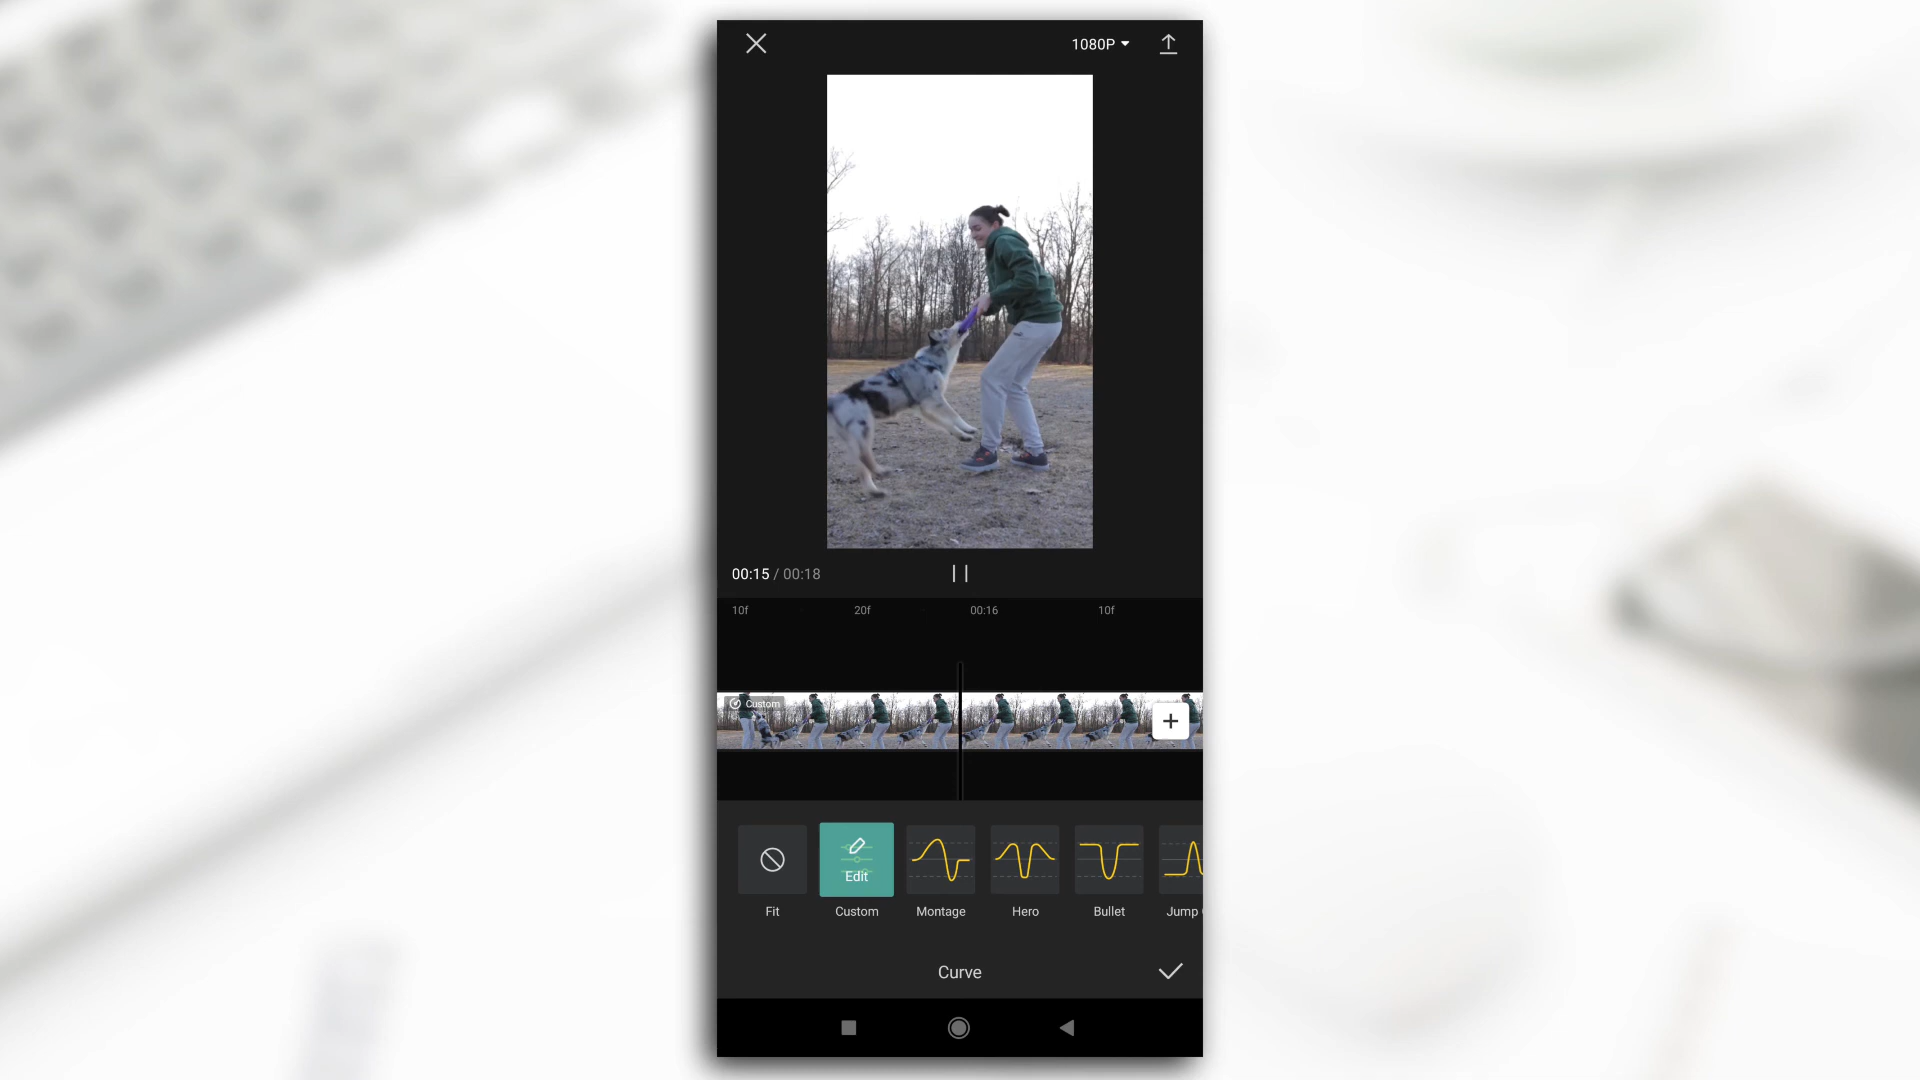 1080P
00:15 / 00:18
10f 20f 00:16 10f
Custom
Edit
Fit Custom Montage Hero Bullet Jump
Curve